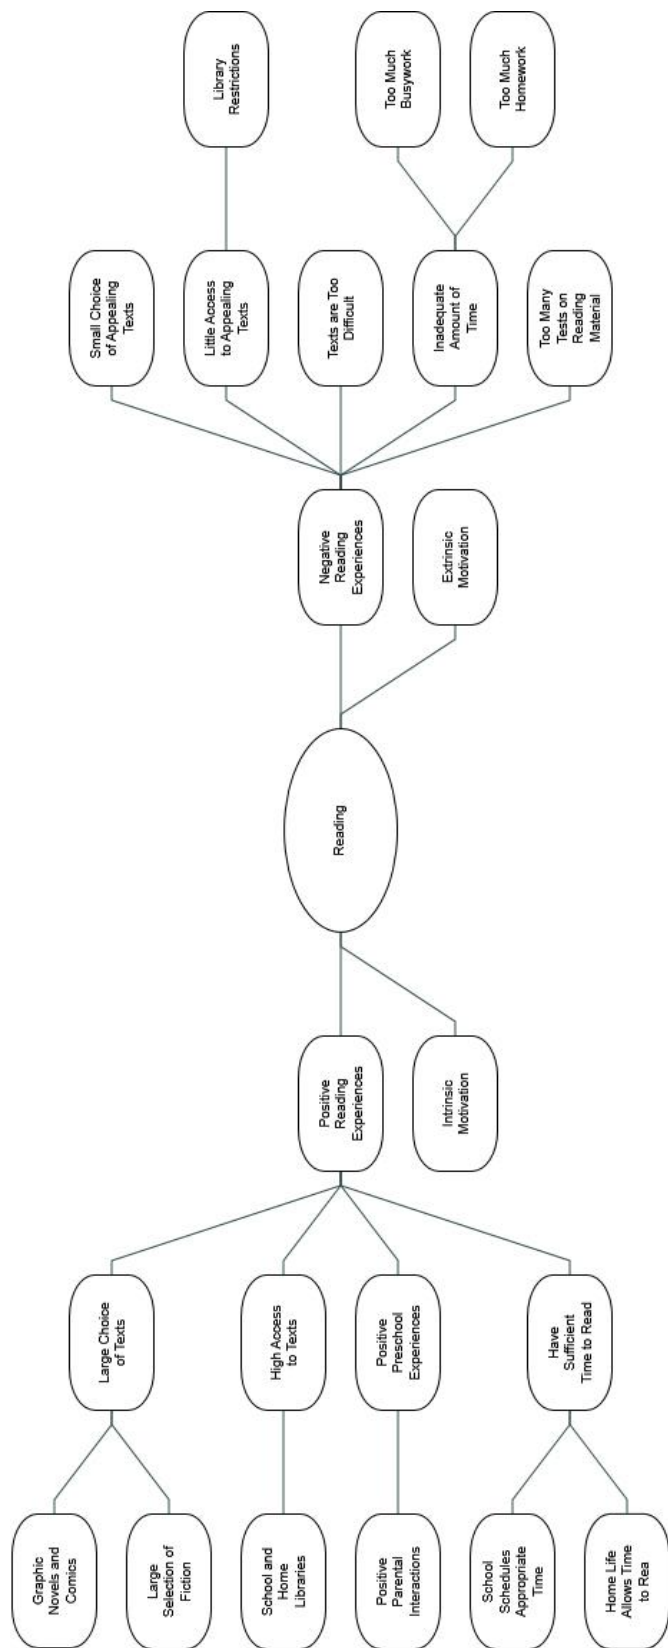 Graphic
Novels and
Comics
Large
Selection of
Fiction
School and
Home
Libraries
Positive
Parental
Interactions
School
Schedules
Appropriate
Time
Home Life
Allows Time
to Rea
Large Choice
of Texts
High Access
to Texts
Positive
Preschool
Experiences
Have
Sufficient
Time to Read
Positive
Reading
Experiences
Intrinsic
Motivation
Reading
Negative
Reading
Experiences
Extrinsic
Motivation
Small Choice
of Appealing
Texts
Little Access
to Appealing
Texts
Texts are Too
Difficult
Inadequate
Amount of
Time
Too Many
Tests on
Reading
Material
Library
Restrictions
Too Much
Busywork
Too Much
Homework